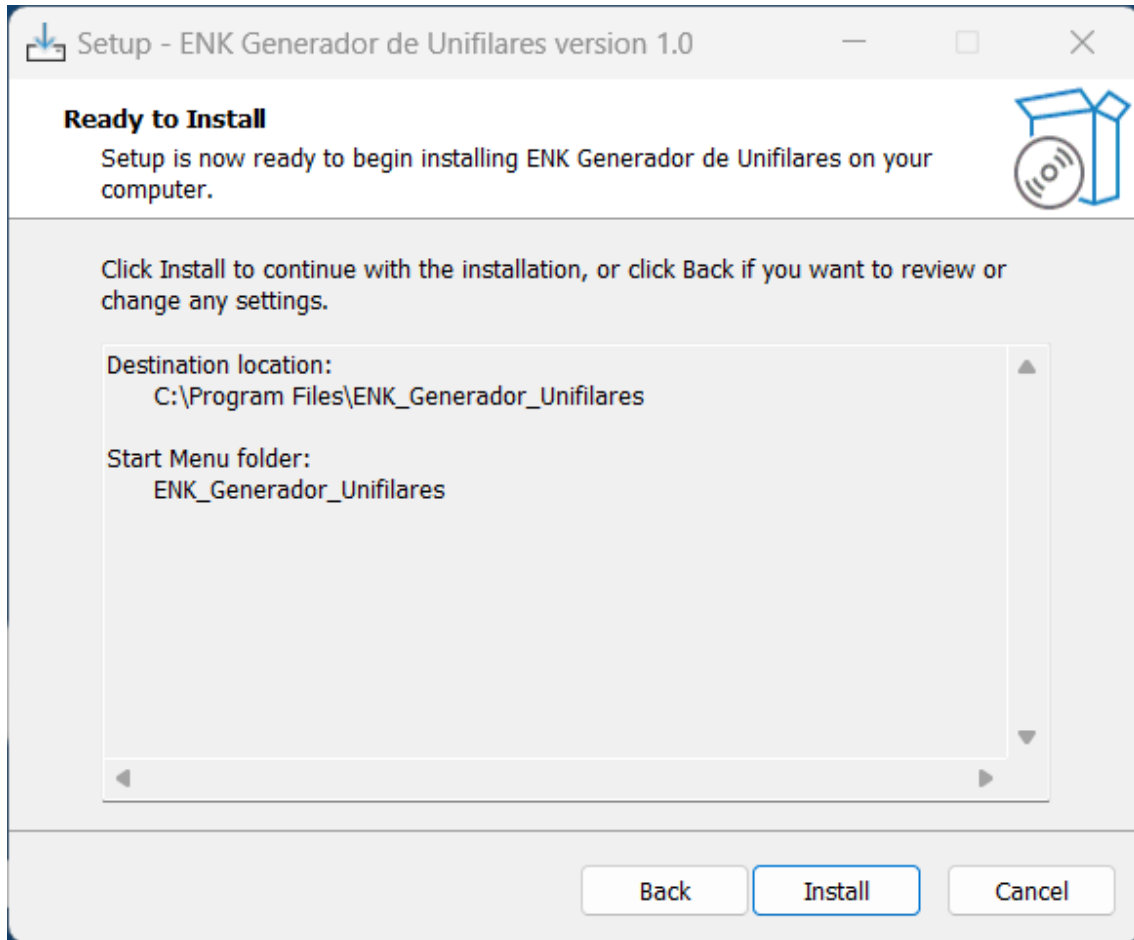 Setup - ENK Generador de Unifilares version 1.0
Ready to Install
Setup is now ready to begin installing ENK Generador de Unifilares on your
computer.
Click Install to continue with the installation, or click Back if you want to review or
change any settings.
Destination location:
C:\Program Files\ENK_Generador_Unifilares
Start Menu folder:
ENK_Generador_Unifilares
Back Install Cancel